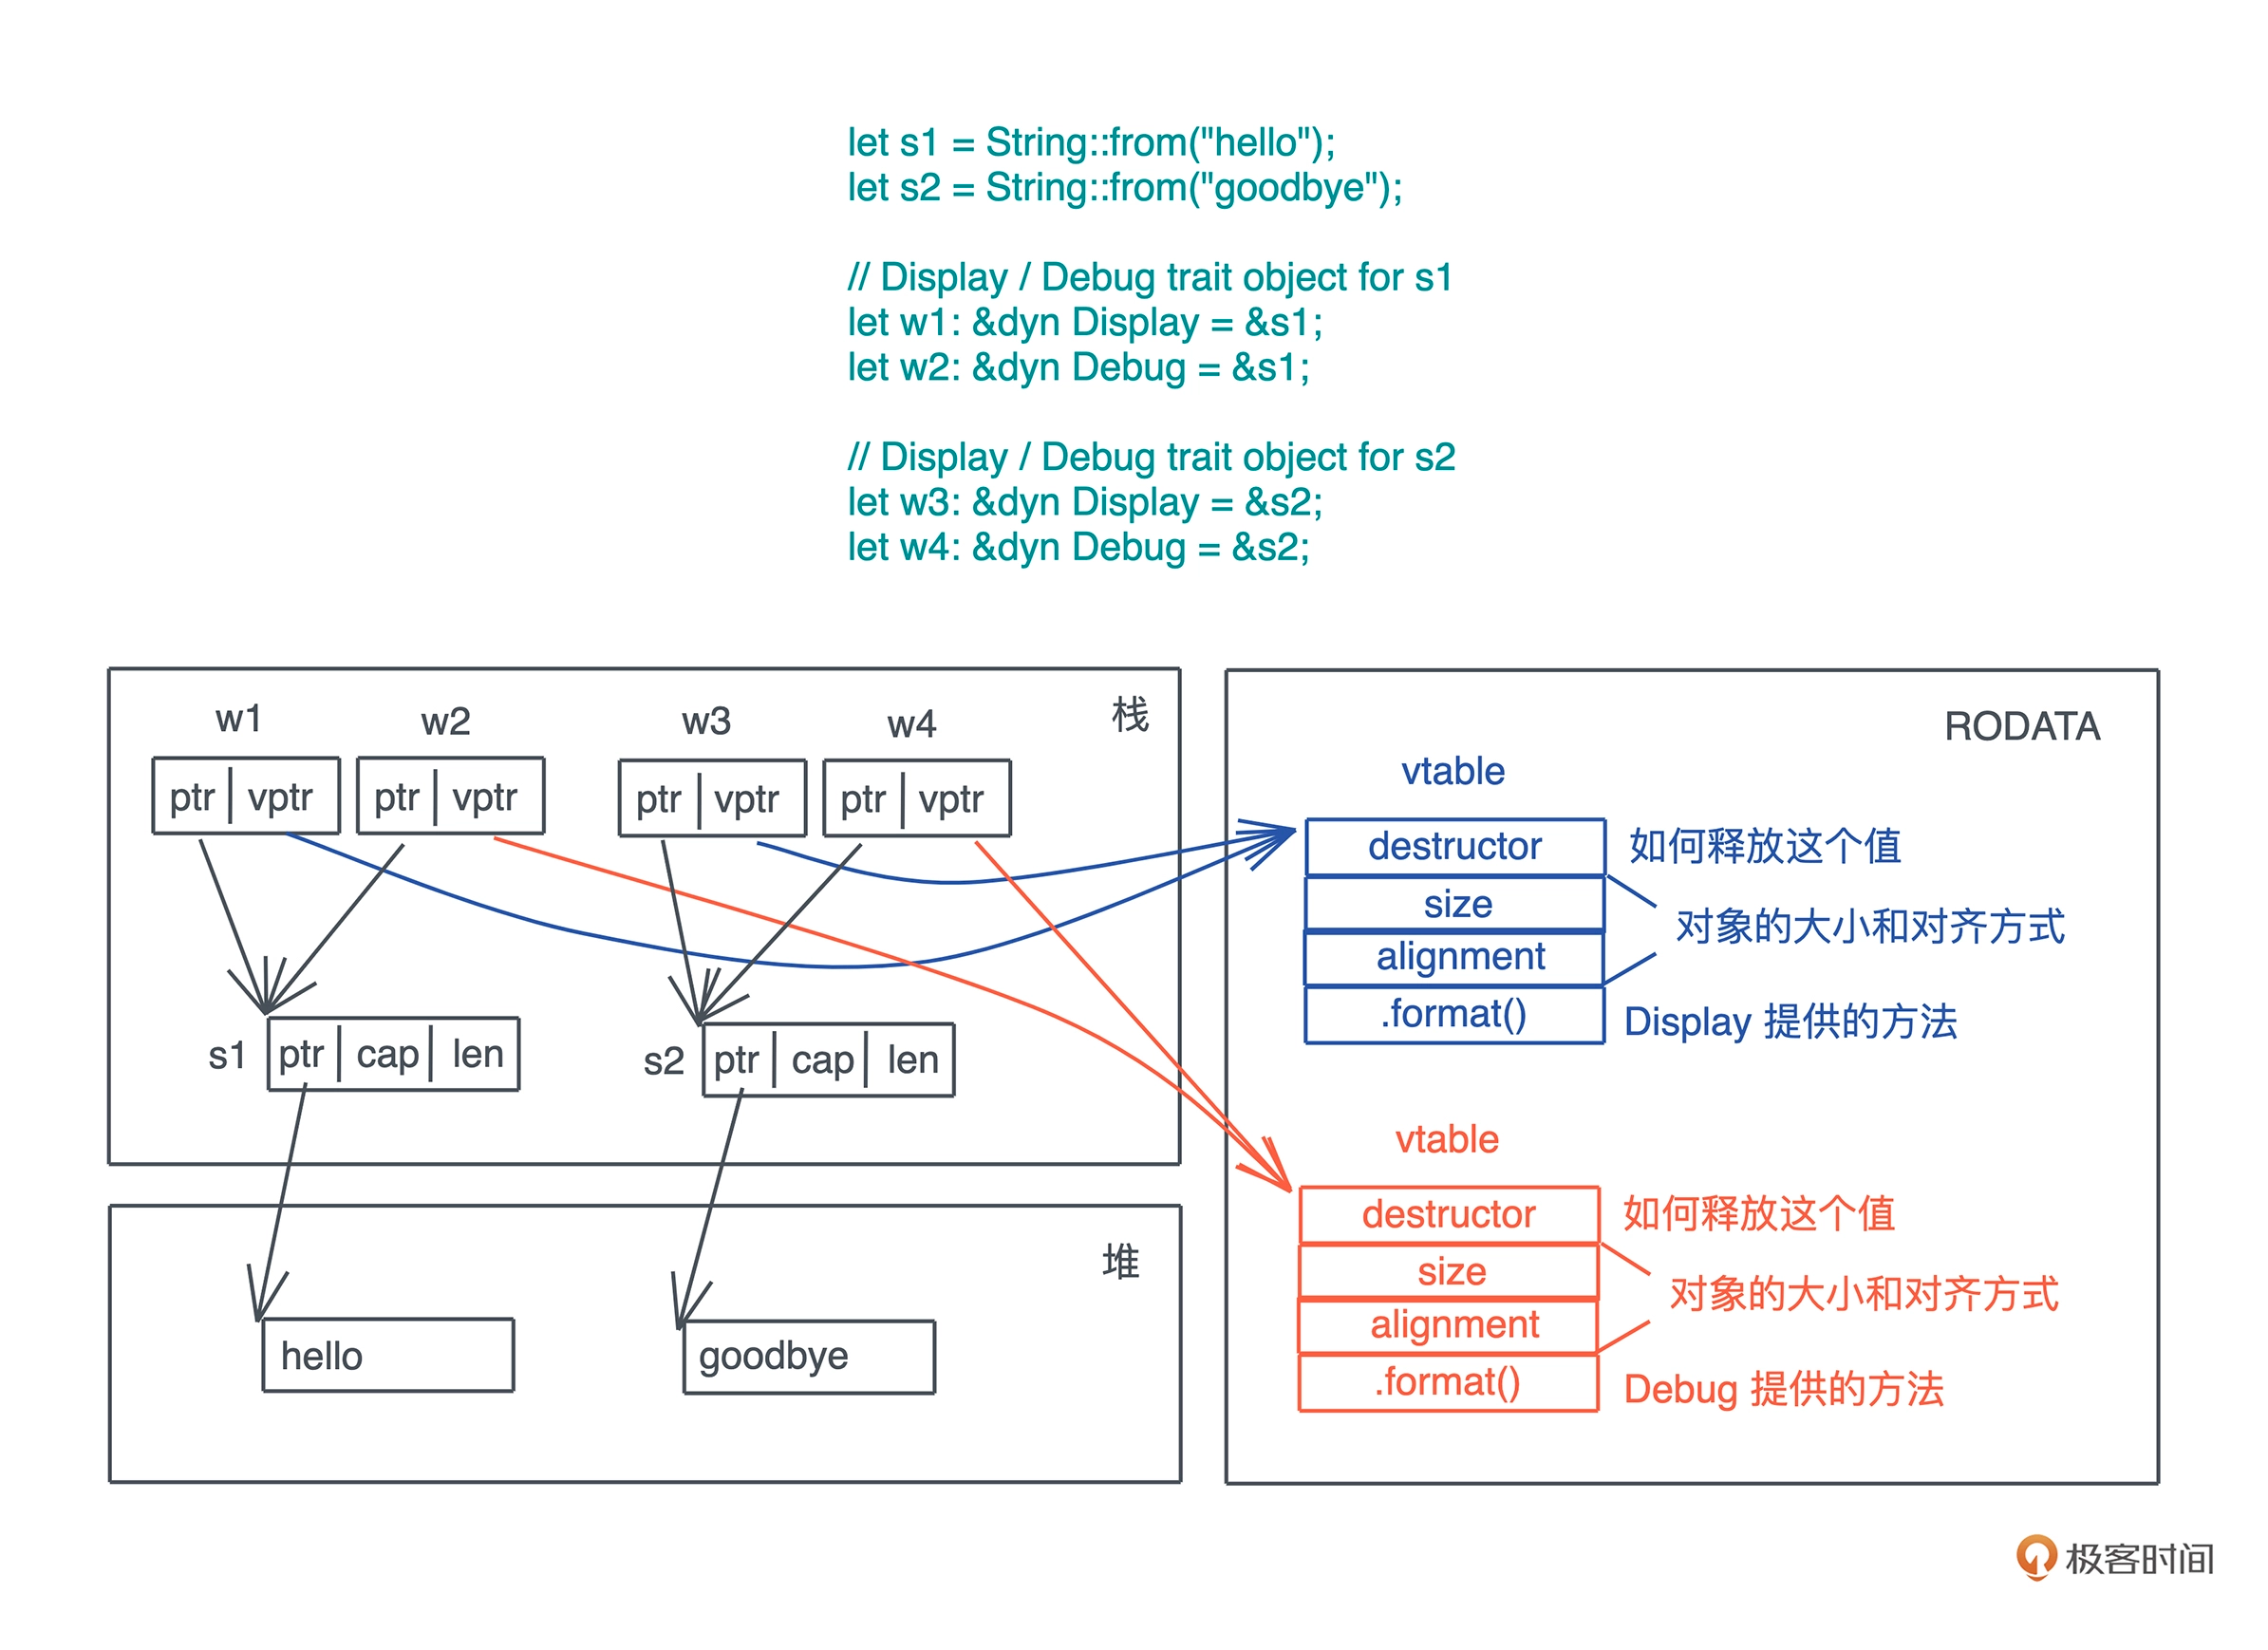 let s1 = String::from("hello");
let s2 = String::from("goodbye");
// Display / Debug trait object for s1
let w1: &dyn Display = &s1;
let w2: &dyn Debug = &s1;
// Display / Debug trait object for s2
let w3: &dyn Display = &s2;
let w4: &dyn Debug = &s2;
w1 w2 w3 w4 栈
ptr | vptr ptr | vptr ptr | vptr ptr | vptr
s1 ptr | cap | len s2 ptr | cap | len
堆
hello goodbye
RODATA
vtable
destructor 如何释放这个值
size
对象的大小和对齐方式
alignment
.format() Display 提供的方法
vtable
destructor 如何释放这个值
size
对象的大小和对齐方式
alignment
.format() Debug 提供的方法
极客时间